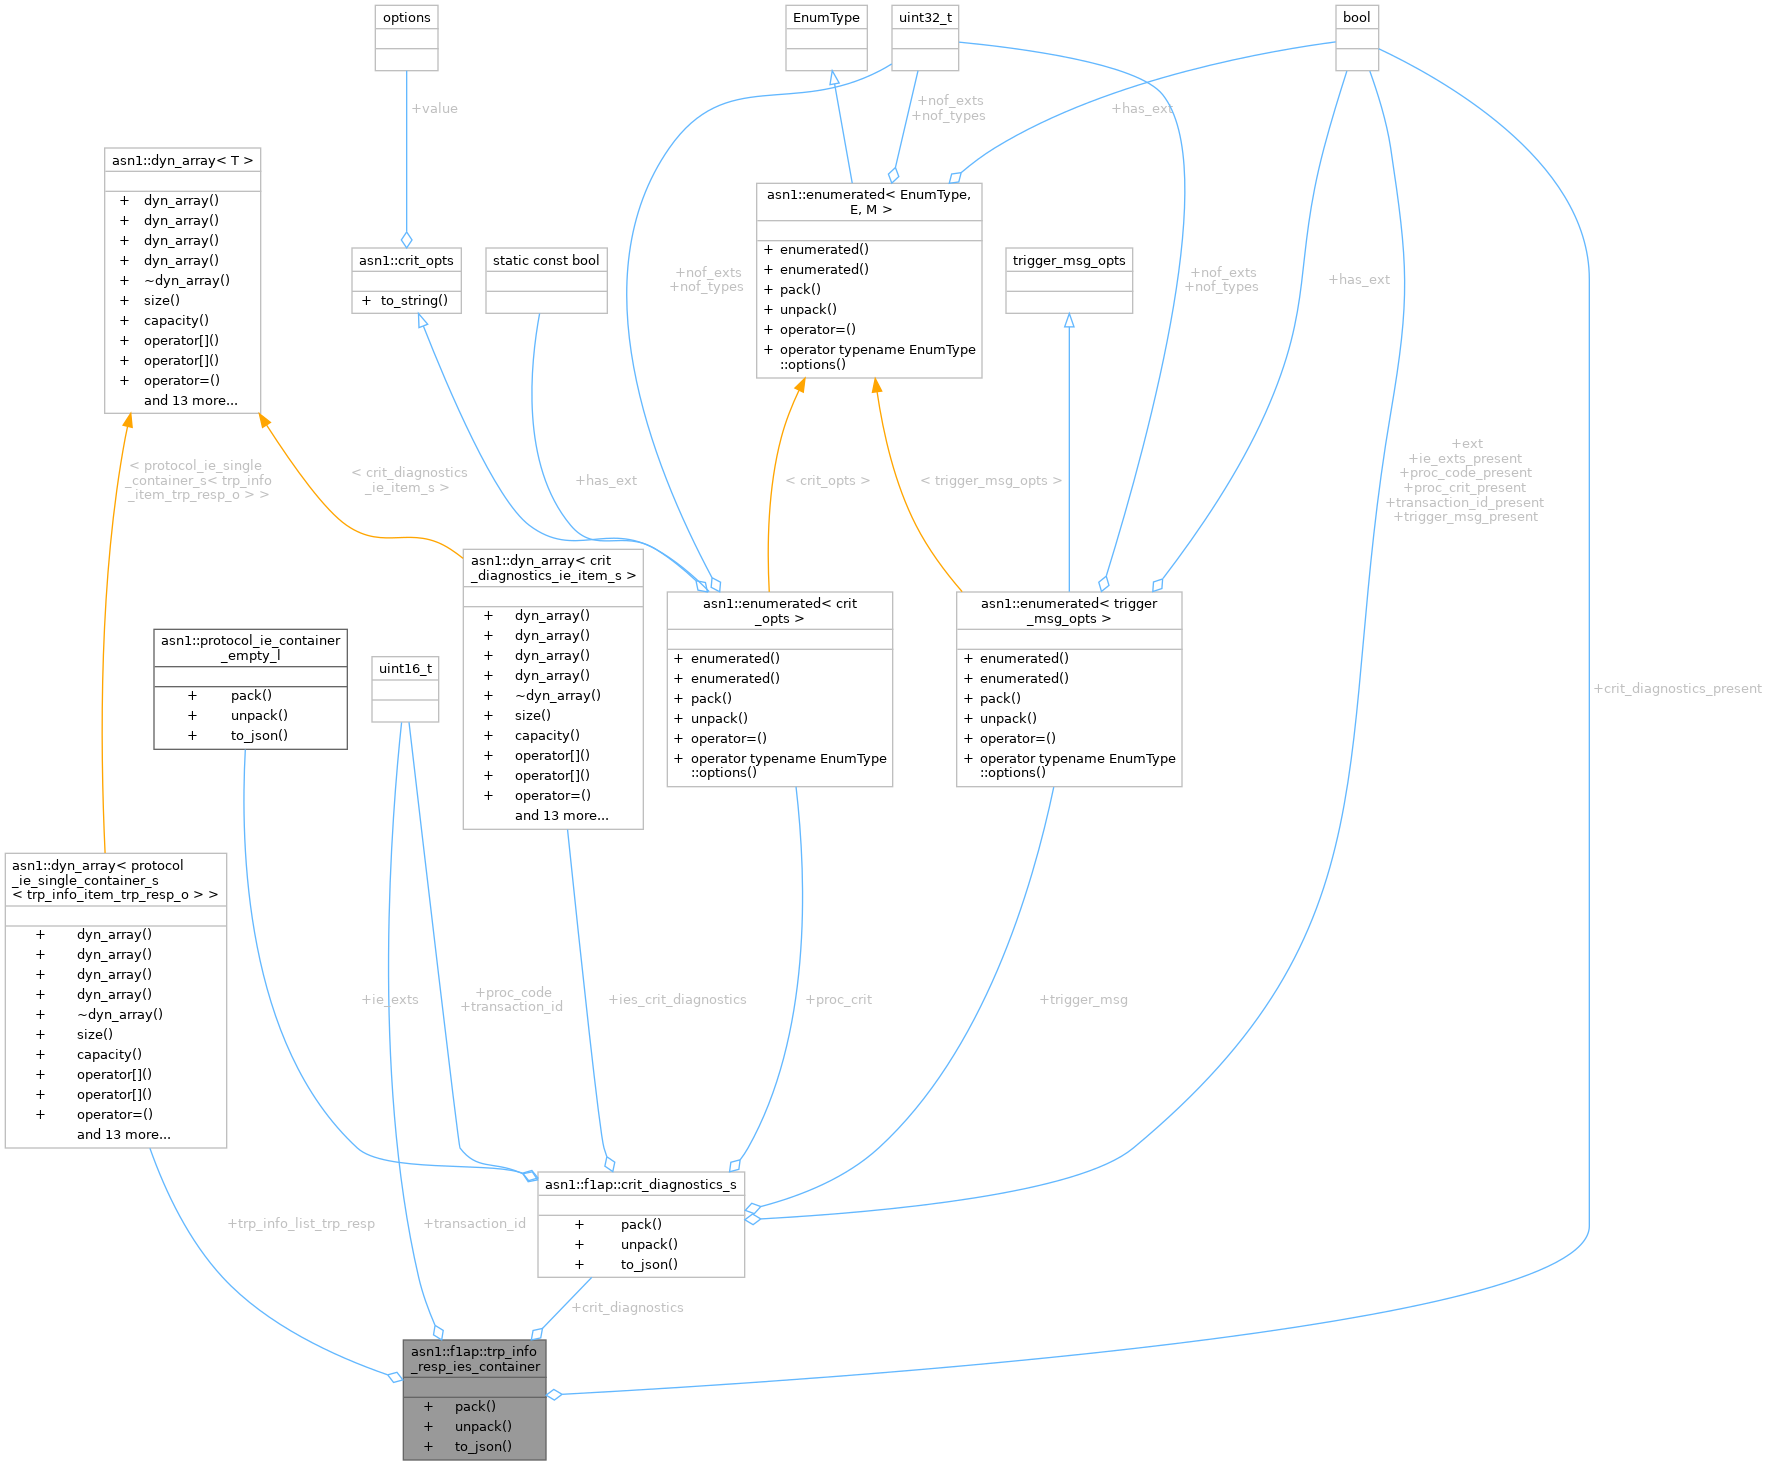 options
EnumType
uint32_t
bool
+value
+nof_exts
+nof_types
+has_ext
asn1::dyn_array< T >
+ dyn_array()
+ dyn_array()
+ dyn_array()
+ dyn_array()
+ ~dyn_array()
+ size()
+ capacity()
+ operator[]()
+ operator[]()
+ operator=()
and 13 more...
asn1::enumerated< EnumType,
E, M >
+ enumerated()
+ enumerated()
+ pack()
+ unpack()
+ operator=()
+ operator typename EnumType
::options()
asn1::crit_opts
+ to_string()
static const bool
trigger_msg_opts
+nof_exts
+nof_types
+nof_exts
+nof_types
+has_ext
< protocol_ie_single
_container_s< trp_info
_item_trp_resp_o > >
< crit_diagnostics
_ie_item_s >
+has_ext
< crit_opts >
< trigger_msg_opts >
+ext
+ie_exts_present
+proc_code_present
+proc_crit_present
+transaction_id_present
+trigger_msg_present
asn1::dyn_array< crit
_diagnostics_ie_item_s >
+ dyn_array()
+ dyn_array()
+ dyn_array()
+ dyn_array()
+ ~dyn_array()
+ size()
+ capacity()
+ operator[]()
+ operator[]()
+ operator=()
and 13 more...
asn1::enumerated< crit
_opts >
+ enumerated()
+ enumerated()
+ pack()
+ unpack()
+ operator=()
+ operator typename EnumType
::options()
asn1::enumerated< trigger
_msg_opts >
+ enumerated()
+ enumerated()
+ pack()
+ unpack()
+ operator=()
+ operator typename EnumType
::options()
asn1::protocol_ie_container
_empty_l
+ pack()
+ unpack()
+ to_json()
uint16_t
+crit_diagnostics_present
asn1::dyn_array< protocol
_ie_single_container_s
< trp_info_item_trp_resp_o > >
+ dyn_array()
+ dyn_array()
+ dyn_array()
+ dyn_array()
+ ~dyn_array()
+ size()
+ capacity()
+ operator[]()
+ operator[]()
+ operator=()
and 13 more...
+ie_exts
+proc_code
+transaction_id
+ies_crit_diagnostics
+proc_crit
+trigger_msg
asn1::f1ap::crit_diagnostics_s
+ pack()
+ unpack()
+ to_json()
+trp_info_list_trp_resp
+transaction_id
+crit_diagnostics
asn1::f1ap::trp_info
_resp_ies_container
+ pack()
+ unpack()
+ to_json()